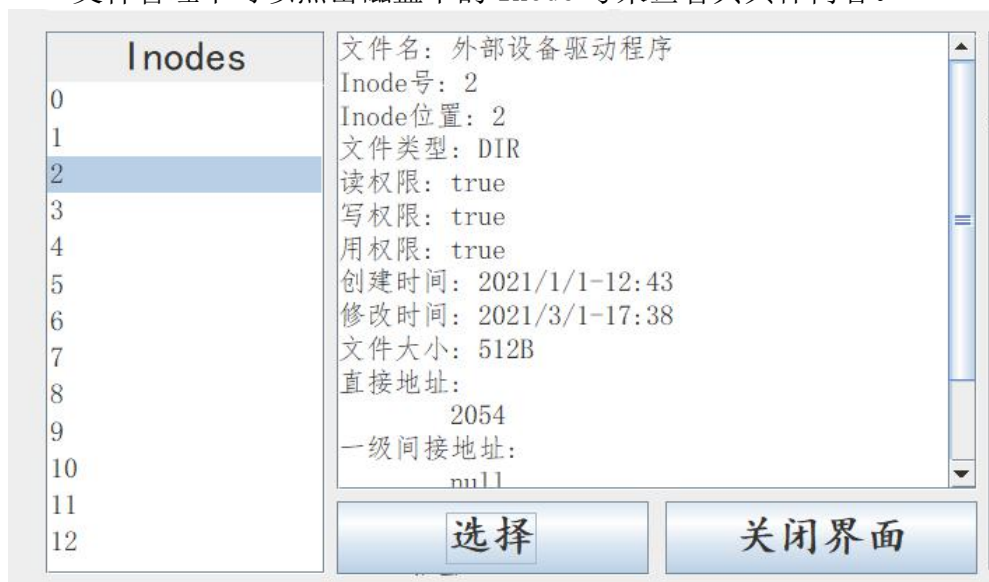 Inodes
0
1
2
3
4
5
6
7
8
9
10
11
12
文件名: 外部设备驱动程序
Inode号: 2
Inode位置: 2
文件类型: DIR
读权限: true
写权限: true
用权限: true
创建时间: 2021/1/1-12:43
修改时间: 2021/3/1-17:38
文件大小: 512B
直接地址:
2054
一级间接地址:
null
选择
关闭界面